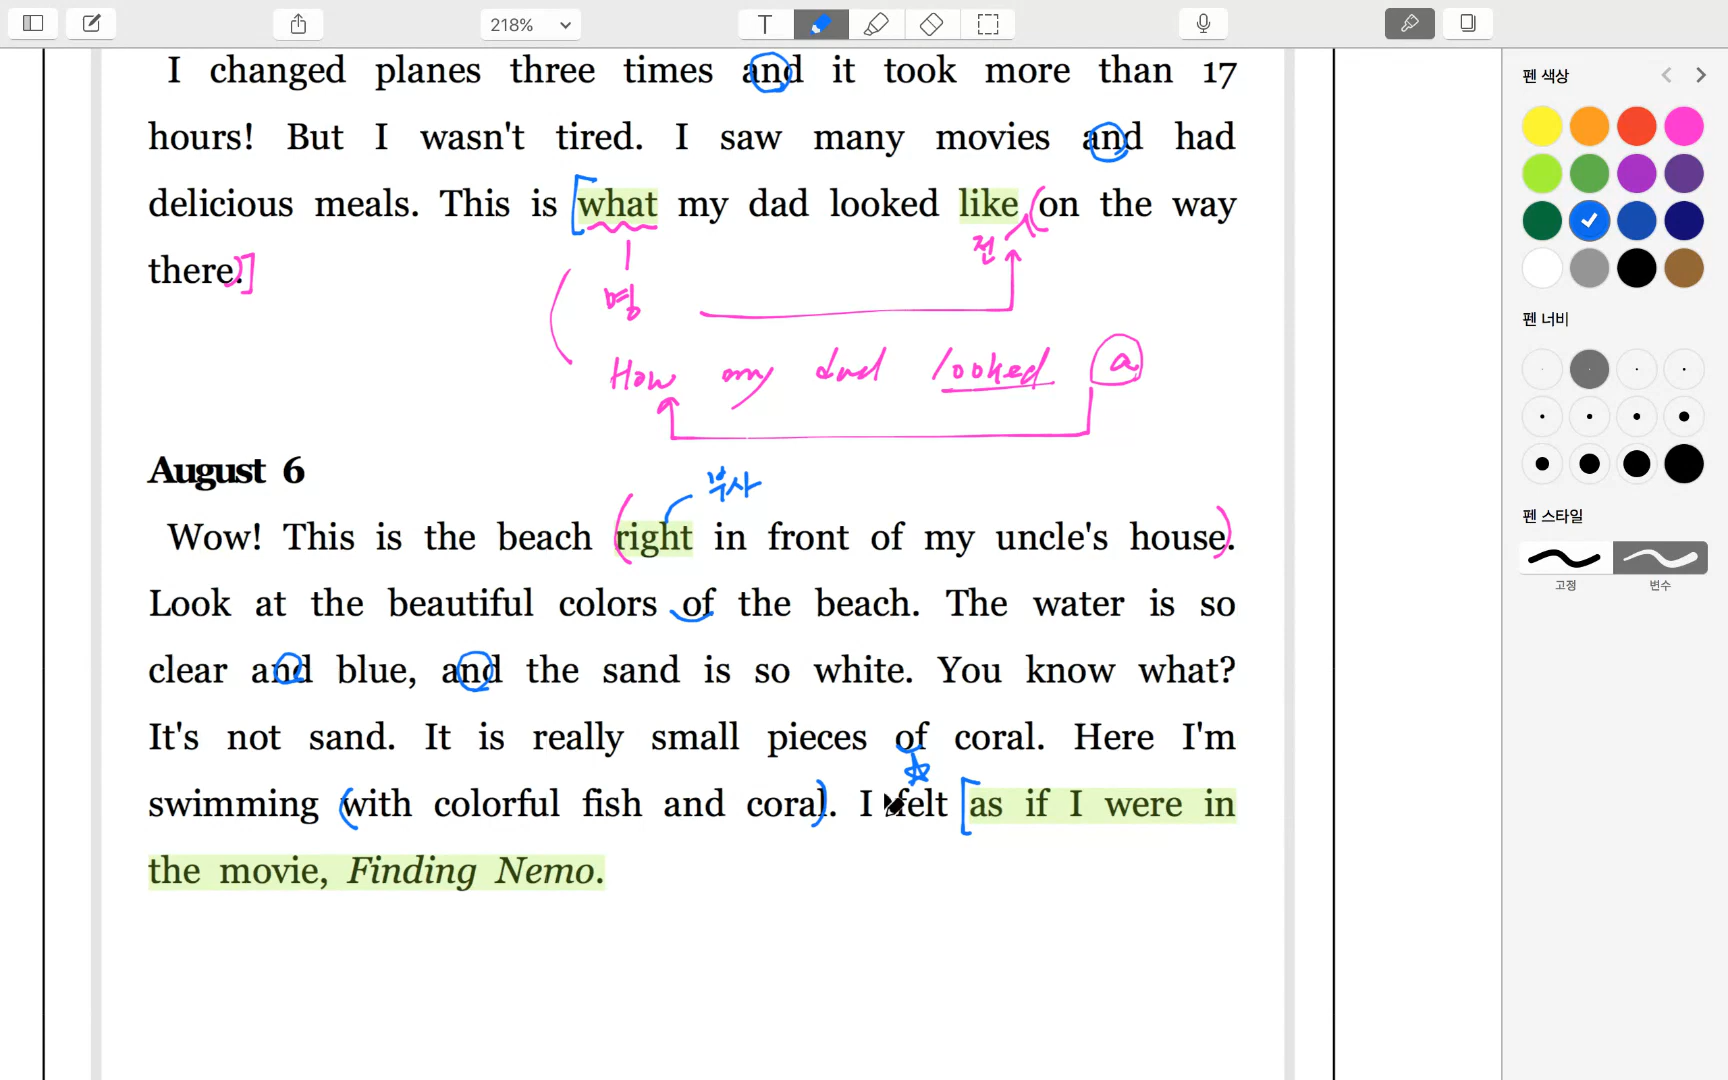 218%
T
I changed planes three times and it took more than 17
hours! But I wasn't tired. I saw many movies and had
delicious meals. This is [what my dad looked like (on the way
there.)]
전
명
How my dad looked ⓐ
August 6
부사
Wow! This is the beach (right in front of my uncle's house).
Look at the beautiful colors of the beach. The water is so
clear and blue, and the sand is so white. You know what?
It's not sand. It is really small pieces of coral. Here I'm
swimming (with colorful fish and coral). I felt [as if I were in
the movie, Finding Nemo.
펜 색상
펜 너비
펜 스타일
고정
변수